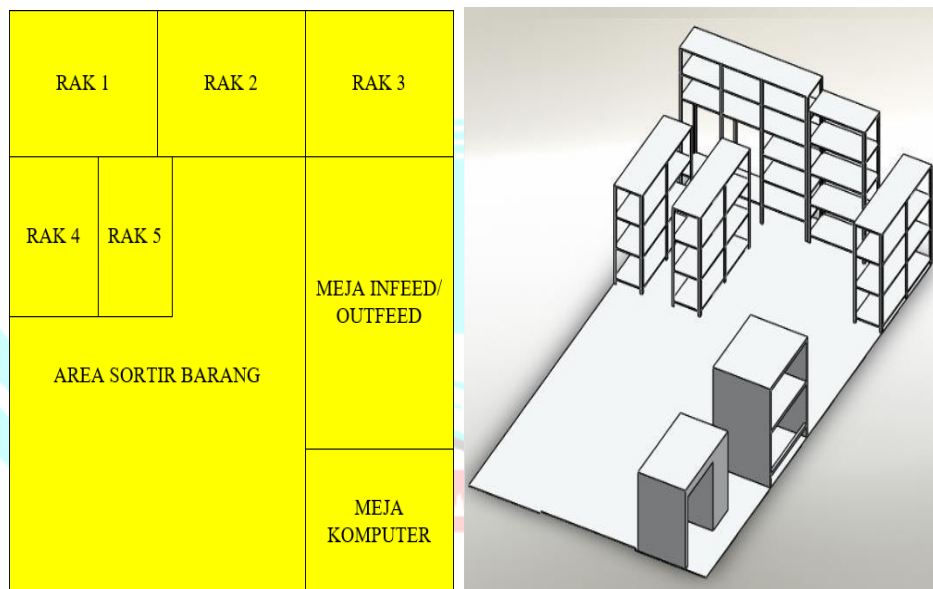 RAK 1
RAK 2
RAK 3
RAK 4
RAK 5
MEJA INFEED/
OUTFEED
AREA SORTIR BARANG
MEJA
KOMPUTER